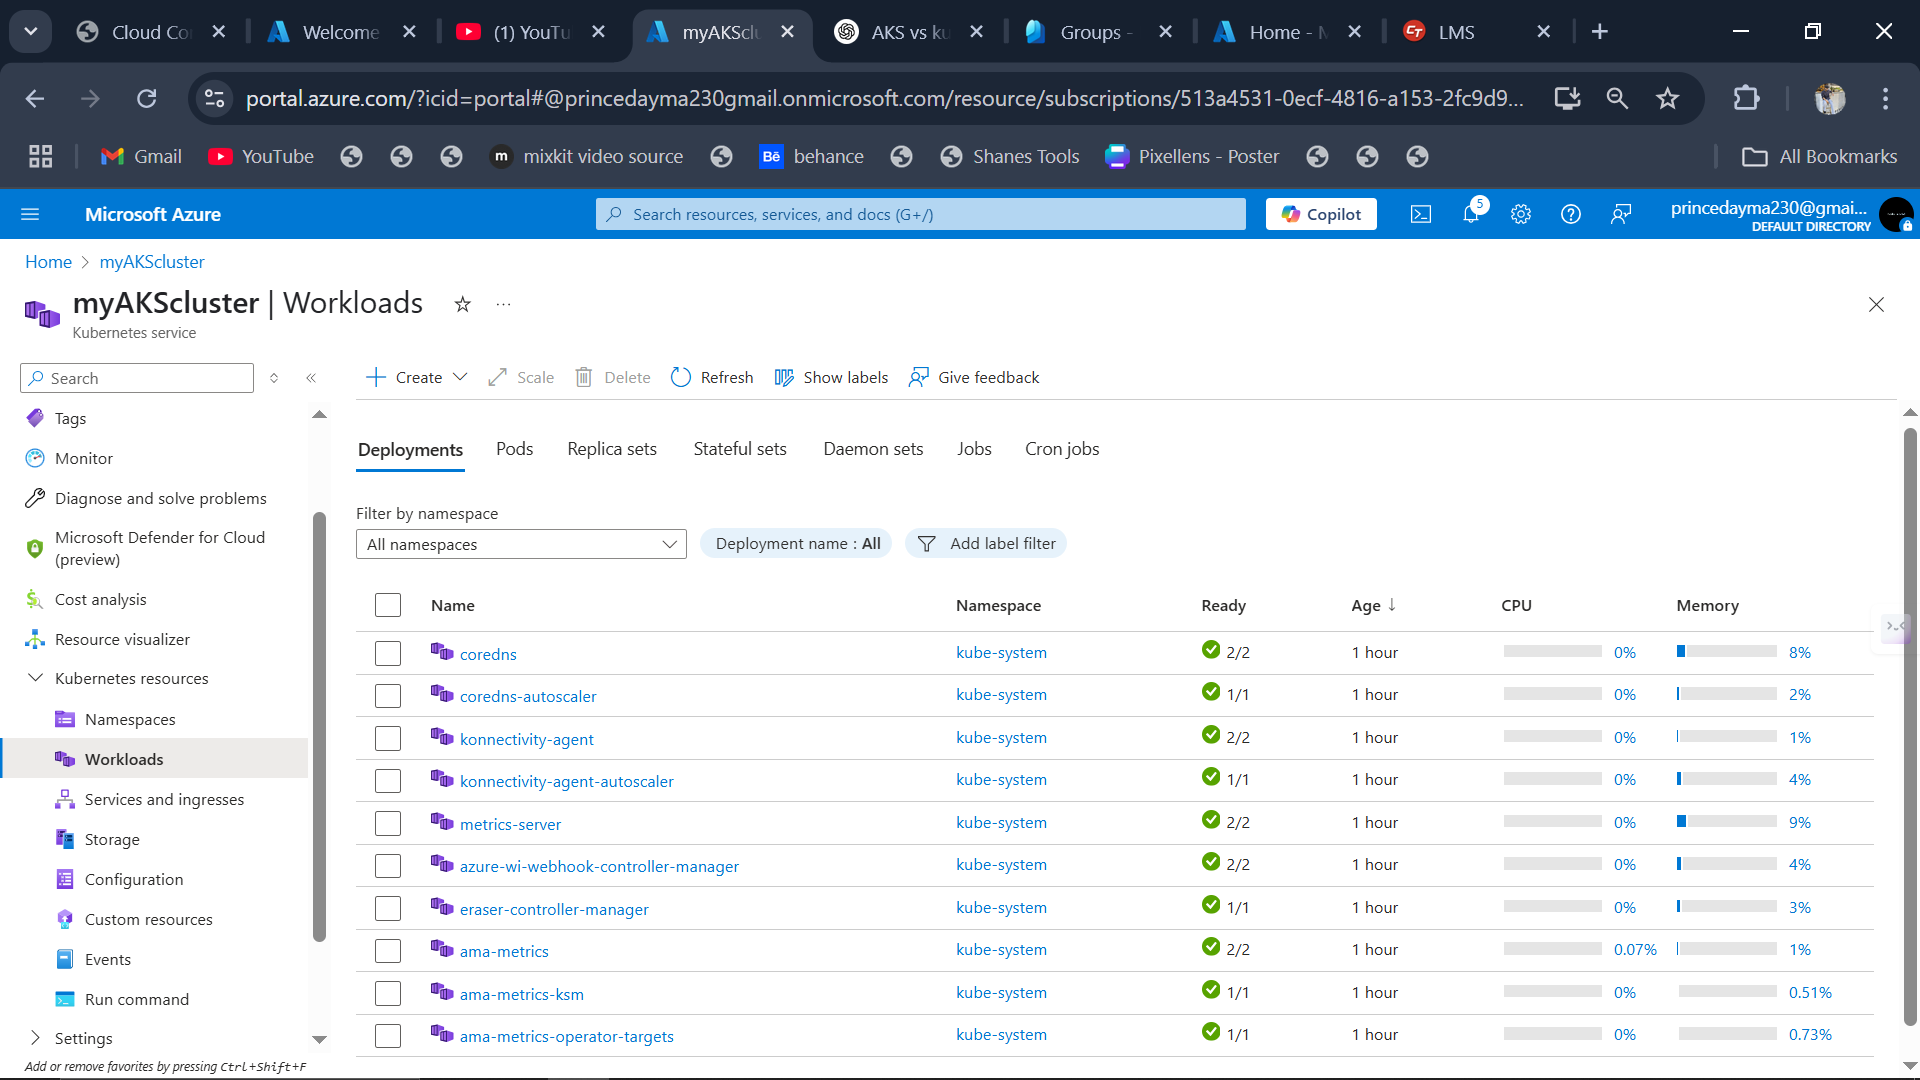 Cloud Co
Welcome
(1) YouTu
myAKSclu
AKS vs ku
Groups -
Home - M
LMS
portal.azure.com/?icid=portal#@princedayma230gmail.onmicrosoft.com/resource/subscriptions/513a4531-0ecf-4816-a153-2fc9d9...
Gmail
YouTube
m mixkit video source
Bē behance
Shanes Tools
Pixellens - Poster
All Bookmarks
Microsoft Azure
Search resources, services, and docs (G+/)
Copilot
5
princedayma230@gmai...
DEFAULT DIRECTORY
Home > myAKScluster
myAKScluster | Workloads
Kubernetes service
Search
Create
Scale
Delete
Refresh
Show labels
Give feedback
Tags
Monitor
Diagnose and solve problems
Microsoft Defender for Cloud
(preview)
Cost analysis
Resource visualizer
Kubernetes resources
Namespaces
Workloads
Services and ingresses
Storage
Configuration
Custom resources
Events
Run command
Settings
Add or remove favorites by pressing Ctrl+Shift+F
Deployments Pods Replica sets Stateful sets Daemon sets Jobs Cron jobs
Filter by namespace
All namespaces
Deployment name : All
Add label filter
Name Namespace Ready Age ↓ CPU Memory
coredns kube-system 2/2 1 hour 0% 8%
coredns-autoscaler kube-system 1/1 1 hour 0% 2%
konnectivity-agent kube-system 2/2 1 hour 0% 1%
konnectivity-agent-autoscaler kube-system 1/1 1 hour 0% 4%
metrics-server kube-system 2/2 1 hour 0% 9%
azure-wi-webhook-controller-manager kube-system 2/2 1 hour 0% 4%
eraser-controller-manager kube-system 1/1 1 hour 0% 3%
ama-metrics kube-system 2/2 1 hour 0.07% 1%
ama-metrics-ksm kube-system 1/1 1 hour 0% 0.51%
ama-metrics-operator-targets kube-system 1/1 1 hour 0% 0.73%